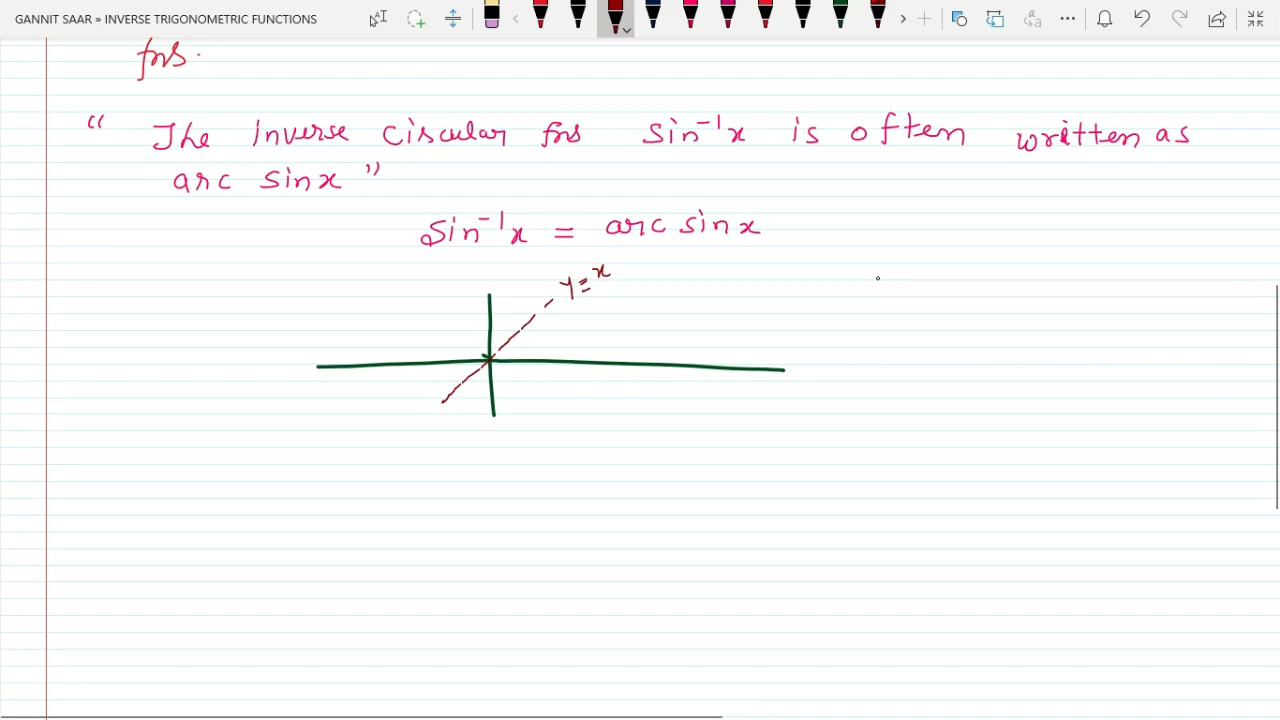 GANNIT SAAR » INVERSE TRIGONOMETRIC FUNCTIONS
fns.
“ The Inverse Circular fns sin⁻¹x is often written as
arc sinx ”
Sin⁻¹x = arc sinx
y = x